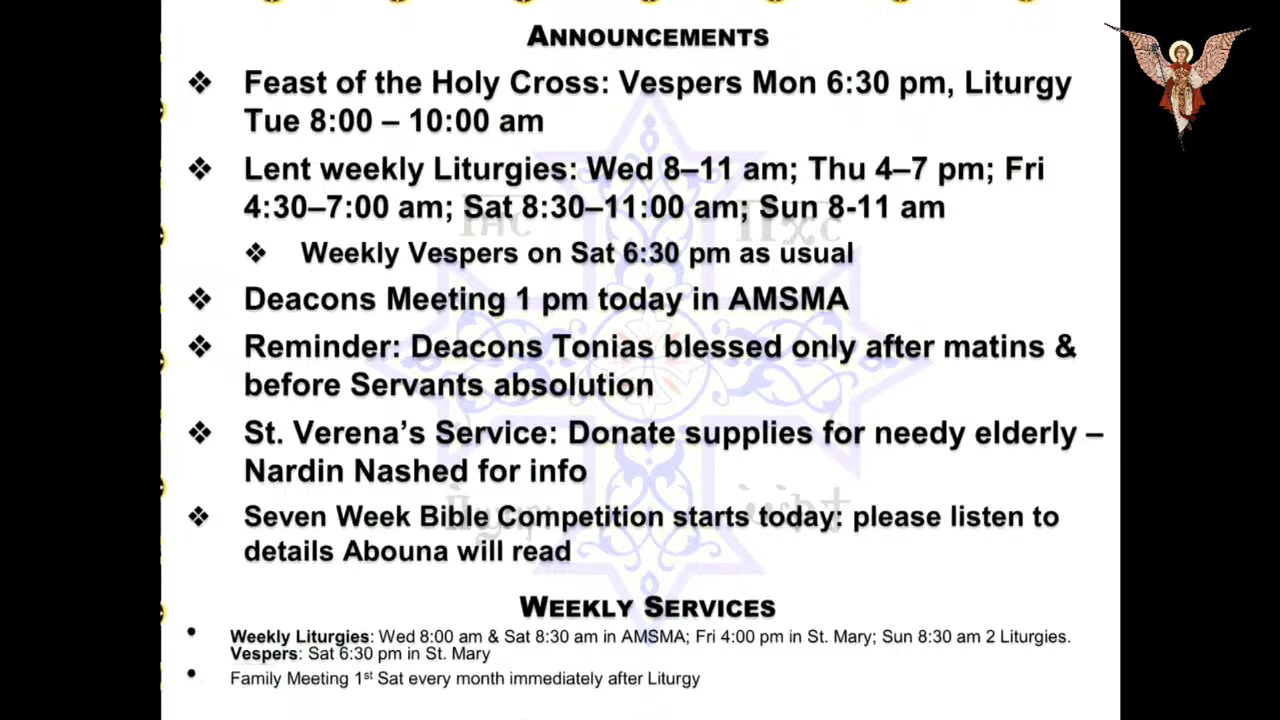 ANNOUNCEMENTS
❖ Feast of the Holy Cross: Vespers Mon 6:30 pm, Liturgy
Tue 8:00 – 10:00 am
❖ Lent weekly Liturgies: Wed 8–11 am; Thu 4–7 pm; Fri
4:30–7:00 am; Sat 8:30–11:00 am; Sun 8-11 am
❖ Weekly Vespers on Sat 6:30 pm as usual
❖ Deacons Meeting 1 pm today in AMSMA
❖ Reminder: Deacons Tonias blessed only after matins &
before Servants absolution
❖ St. Verena’s Service: Donate supplies for needy elderly –
Nardin Nashed for info
❖ Seven Week Bible Competition starts today: please listen to
details Abouna will read
WEEKLY SERVICES
• Weekly Liturgies: Wed 8:00 am & Sat 8:30 am in AMSMA; Fri 4:00 pm in St. Mary; Sun 8:30 am 2 Liturgies.
Vespers: Sat 6:30 pm in St. Mary
• Family Meeting 1st Sat every month immediately after Liturgy